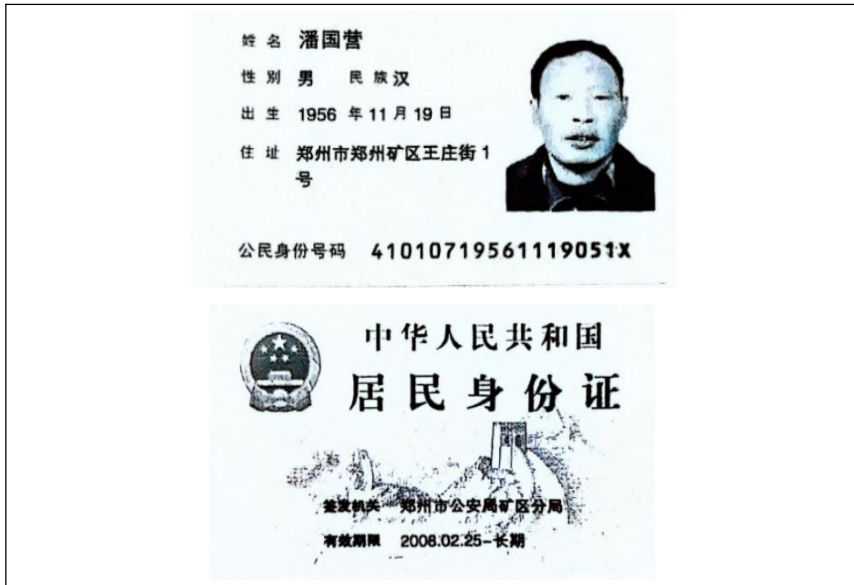 姓名 潘国营
性别 男 民族 汉
出生 1956 年 11 月 19 日
住址 郑州市郑州矿区王庄街 1
号
公民身份号码 41010719561119051X
中华人民共和国
居民身份证
签发机关 郑州市公安局矿区分局
有效期限 2008.02.25-长期